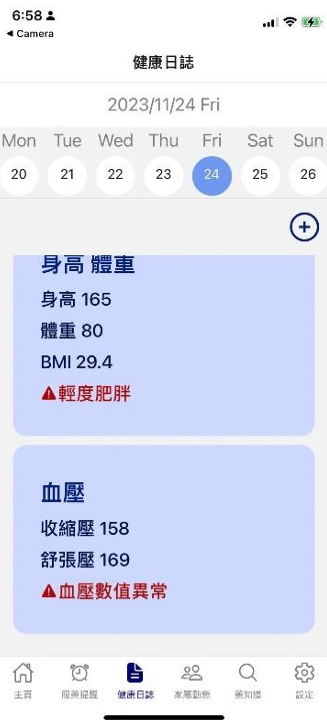 6:58
Camera
健康日誌
2023/11/24 Fri
Mon Tue Wed Thu Fri Sat Sun
20 21 22 23 24 25 26
身高 體重
身高 165
體重 80
BMI 29.4
輕度肥胖
血壓
收縮壓 158
舒張壓 169
血壓數值異常
主頁 服藥提醒 健康日誌 家屬動態 藥知道 設定